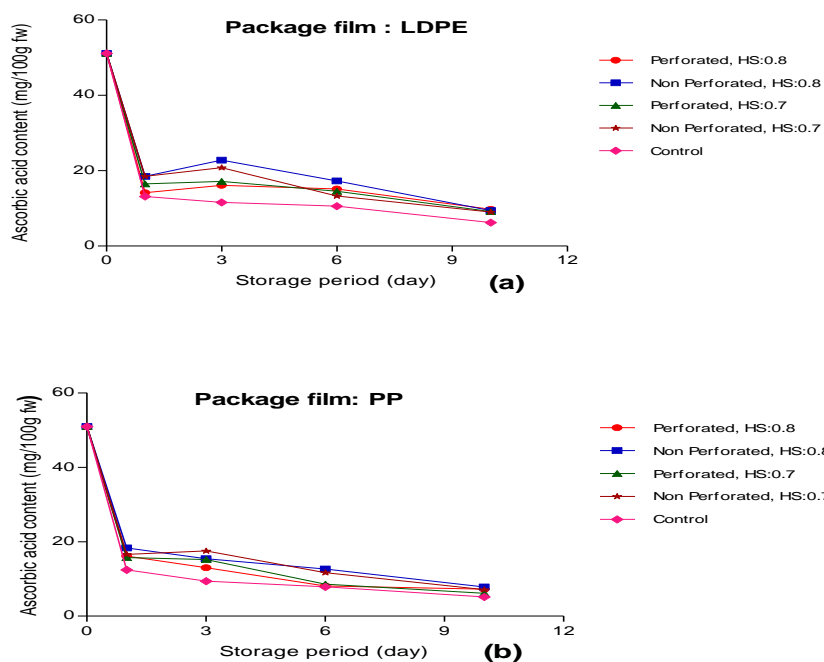 Package film : LDPE
Ascorbic acid content (mg/100g fw)
60
40
20
0
0 3 6 9 12
Storage period (day)
(a)
Perforated, HS:0.8
Non Perforated, HS:0.8
Perforated, HS:0.7
Non Perforated, HS:0.7
Control
Package film: PP
Ascorbic acid content (mg/100g fw)
60
40
20
0
0 3 6 9 12
Storage period (day)
(b)
Perforated, HS:0.8
Non Perforated, HS:0.8
Perforated, HS:0.7
Non Perforated, HS:0.7
Control